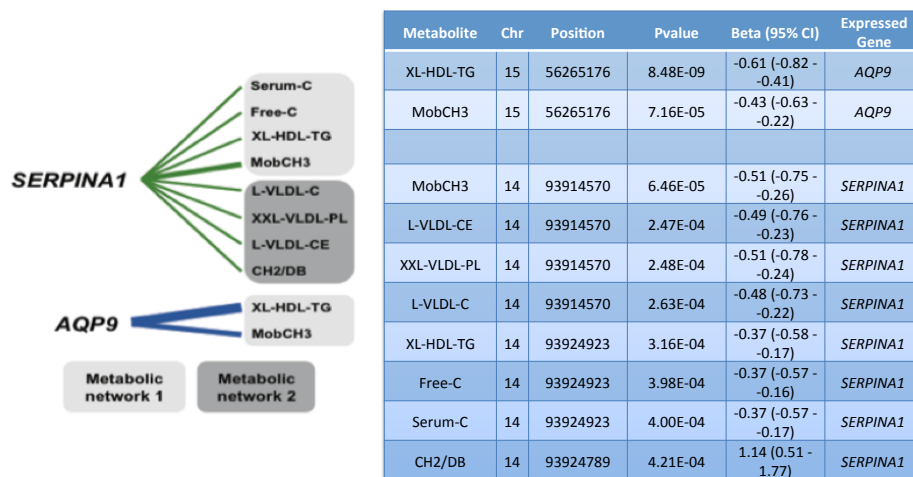 Serum-C
Free-C
XL-HDL-TG
MobCH3
SERPINA1
L-VLDL-C
XXL-VLDL-PL
L-VLDL-CE
CH2/DB
XL-HDL-TG
AQP9
MobCH3
Metabolic
network 1
Metabolic
network 2
Metabolite Chr Position Pvalue Beta (95% CI) Expressed
Gene
XL-HDL-TG 15 56265176 8.48E-09 -0.61 (-0.82 -
-0.41) AQP9
MobCH3 15 56265176 7.16E-05 -0.43 (-0.63 -
-0.22) AQP9
MobCH3 14 93914570 6.46E-05 -0.51 (-0.75 -
-0.26) SERPINA1
L-VLDL-CE 14 93914570 2.47E-04 -0.49 (-0.76 -
-0.23) SERPINA1
XXL-VLDL-PL 14 93914570 2.48E-04 -0.51 (-0.78 -
-0.24) SERPINA1
L-VLDL-C 14 93914570 2.63E-04 -0.48 (-0.73 -
-0.22) SERPINA1
XL-HDL-TG 14 93924923 3.16E-04 -0.37 (-0.58 -
-0.17) SERPINA1
Free-C 14 93924923 3.98E-04 -0.37 (-0.57 -
-0.16) SERPINA1
Serum-C 14 93924923 4.00E-04 -0.37 (-0.57 -
-0.17) SERPINA1
CH2/DB 14 93924789 4.21E-04 1.14 (0.51 -
1.77) SERPINA1